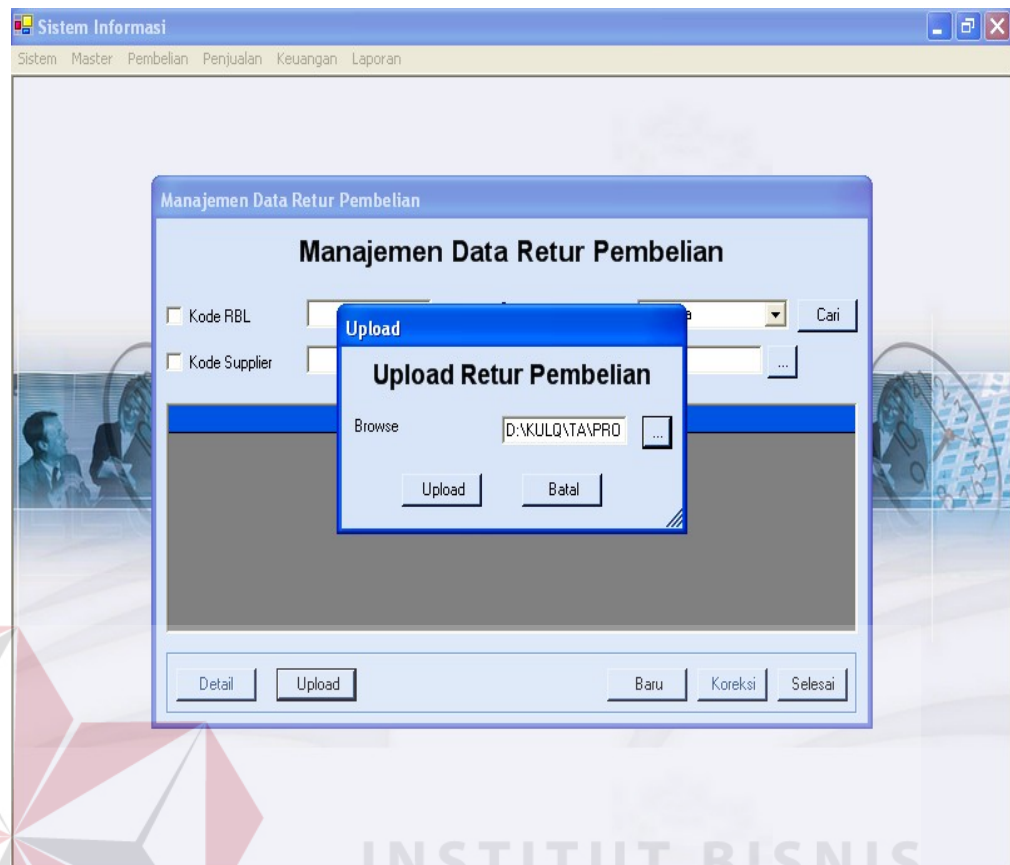 Sistem Informasi
Sistem Master Pembelian Penjualan Keuangan Laporan
Manajemen Data Retur Pembelian
Manajemen Data Retur Pembelian
Kode RBL
Cari
Kode Supplier
...
Upload
Upload Retur Pembelian
Browse D:\KULQ\TA\PRO ...
Upload Batal
Detail Upload Baru Koreksi Selesai
INSTITUT BISNIS